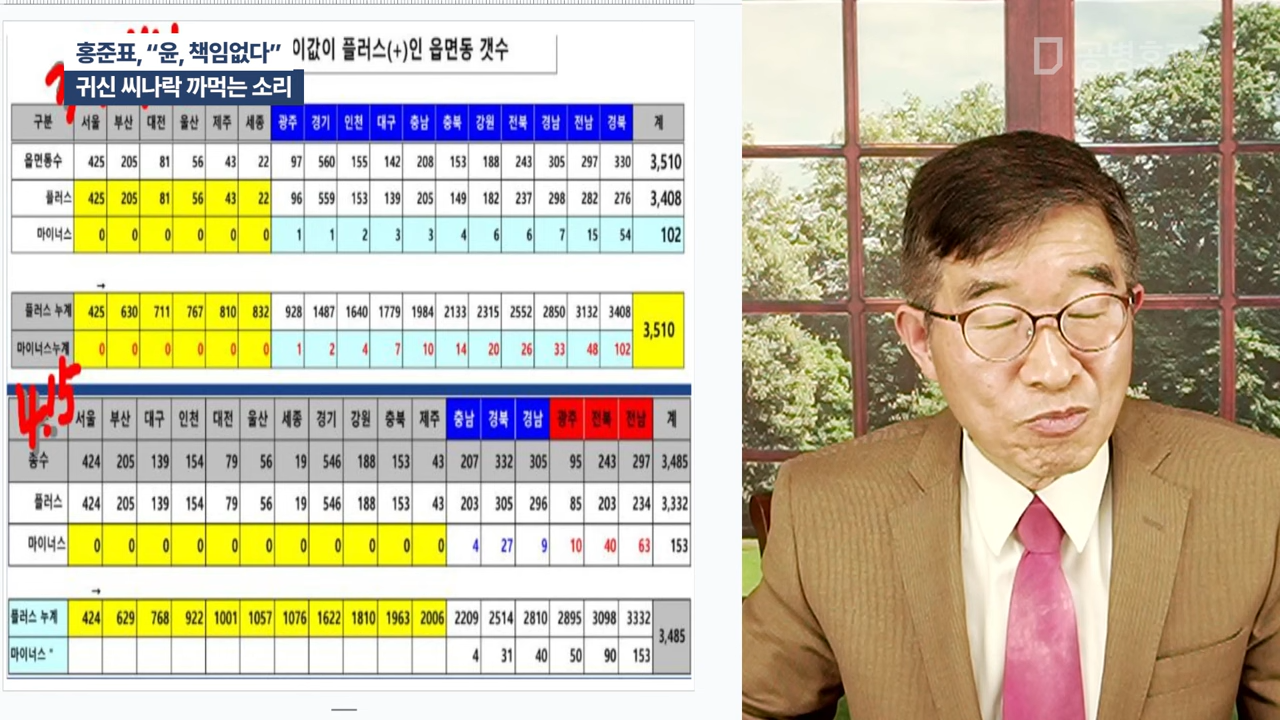 홍준표, “윤, 책임없다”
귀신 씨나락 까먹는 소리
이값이 플러스(+)인 읍면동 갯수
공병호
구분 서울 부산 대전 울산 제주 세종 광주 경기 인천 대구 충남 충북 강원 전북 경남 전남 경북 계
읍면동수 425 205 81 56 43 22 97 560 155 142 208 153 188 243 305 297 330 3,510
플러스 425 205 81 56 43 22 96 559 153 139 205 149 182 237 298 282 276 3,408
마이너스 0 0 0 0 0 0 1 1 2 3 3 4 6 6 7 15 54 102
→
플러스 누계 425 630 711 767 810 832 928 1487 1640 1779 1984 2133 2315 2552 2850 3132 3408 3,510
마이너스누계 0 0 0 0 0 0 1 2 4 7 10 14 20 26 33 48 102
4.15
서울 부산 대구 인천 대전 울산 세종 경기 강원 충북 제주 충남 경북 경남 광주 전북 전남 계
총수 424 205 139 154 79 56 19 546 188 153 43 207 332 305 95 243 297 3,485
플러스 424 205 139 154 79 56 19 546 188 153 43 203 305 296 85 203 234 3,332
마이너스 0 0 0 0 0 0 0 0 0 0 0 4 27 9 10 40 63 153
→
플러스 누계 424 629 768 922 1001 1057 1076 1622 1810 1963 2006 2209 2514 2810 2895 3098 3332 3,485
마이너스 " 4 31 40 50 90 153